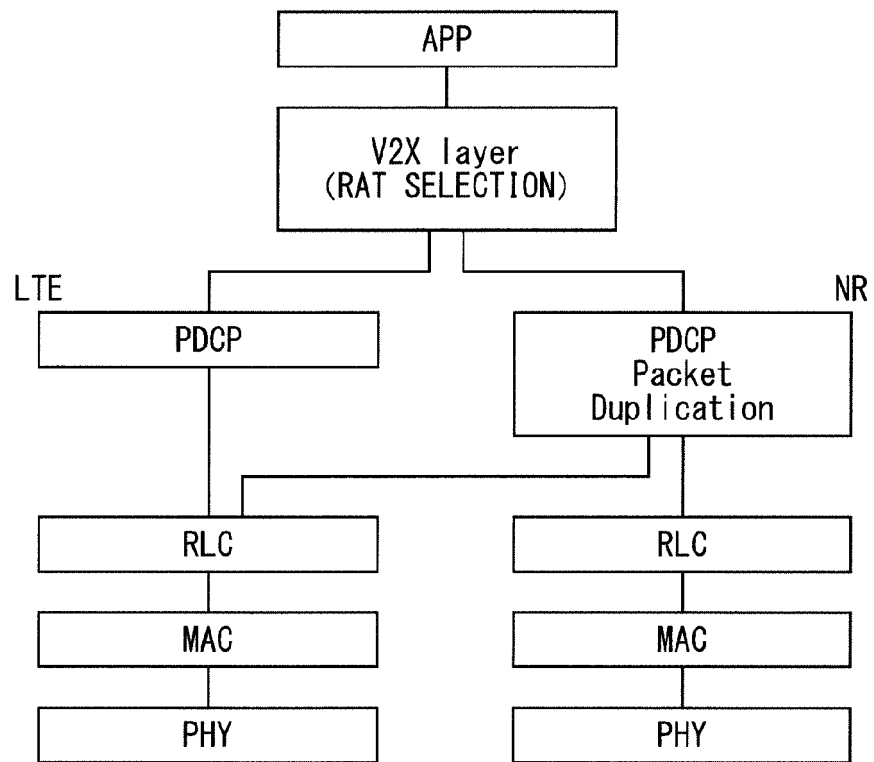 APP
V2X layer
(RAT SELECTION)
LTE
NR
PDCP
PDCP
Packet
Duplication
RLC
RLC
MAC
MAC
PHY
PHY